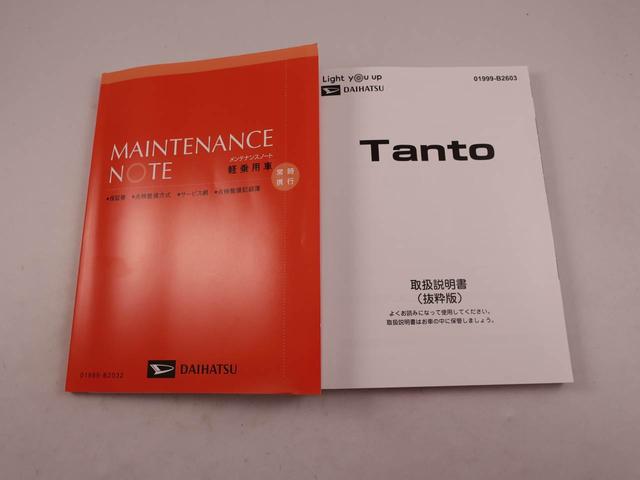 MAINTENANCE
NOTE
メンテナンスノート
軽乗用車
常時
携行
●保証書 ●点検整備方式 ●サービス網 ●点検整備記録簿
01999-B2032
DAIHATSU
Light you up
DAIHATSU
01999-B2603
Tanto
取扱説明書
(抜粋版)
よくお読みになって使用してください。
取扱説明書はお車の中に保管しましょう。